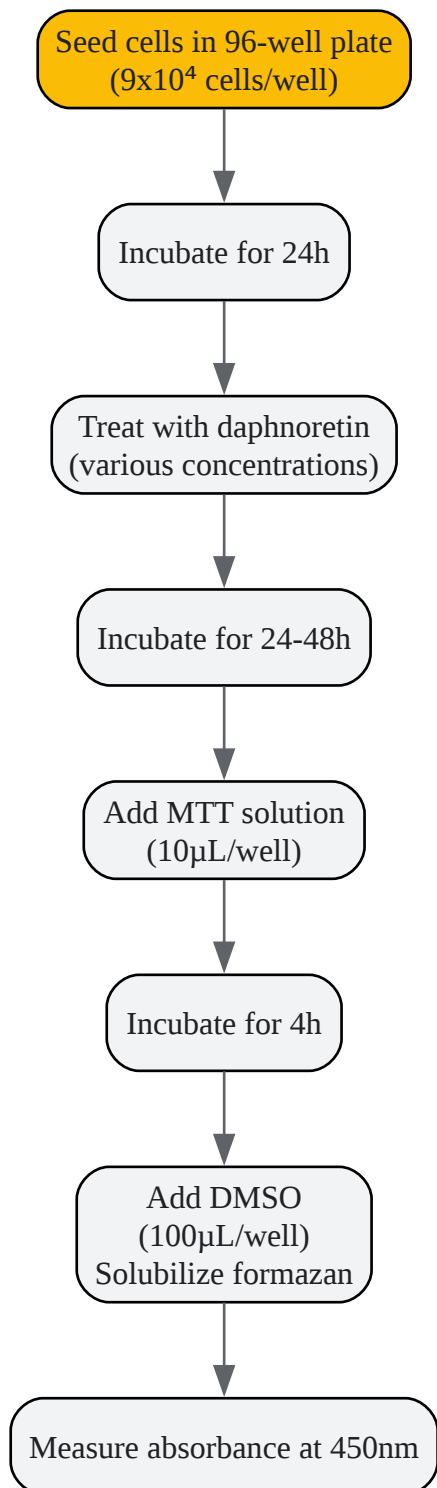 Seed cells in 96-well plate
(9x10⁴ cells/well)
Incubate for 24h
Treat with daphnoretin
(various concentrations)
Incubate for 24-48h
Add MTT solution
(10µL/well)
Incubate for 4h
Add DMSO
(100µL/well)
Solubilize formazan
Measure absorbance at 450nm